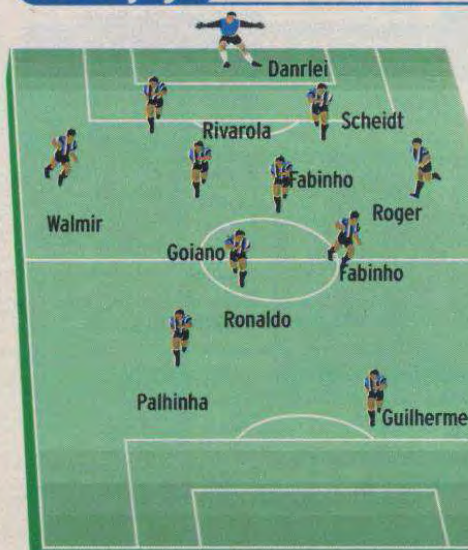 Danrlei
Rivarola
Scheidt
Fabinho
Walmir
Roger
Goiano
Fabinho
Ronaldo
Palhinha
Guilherme